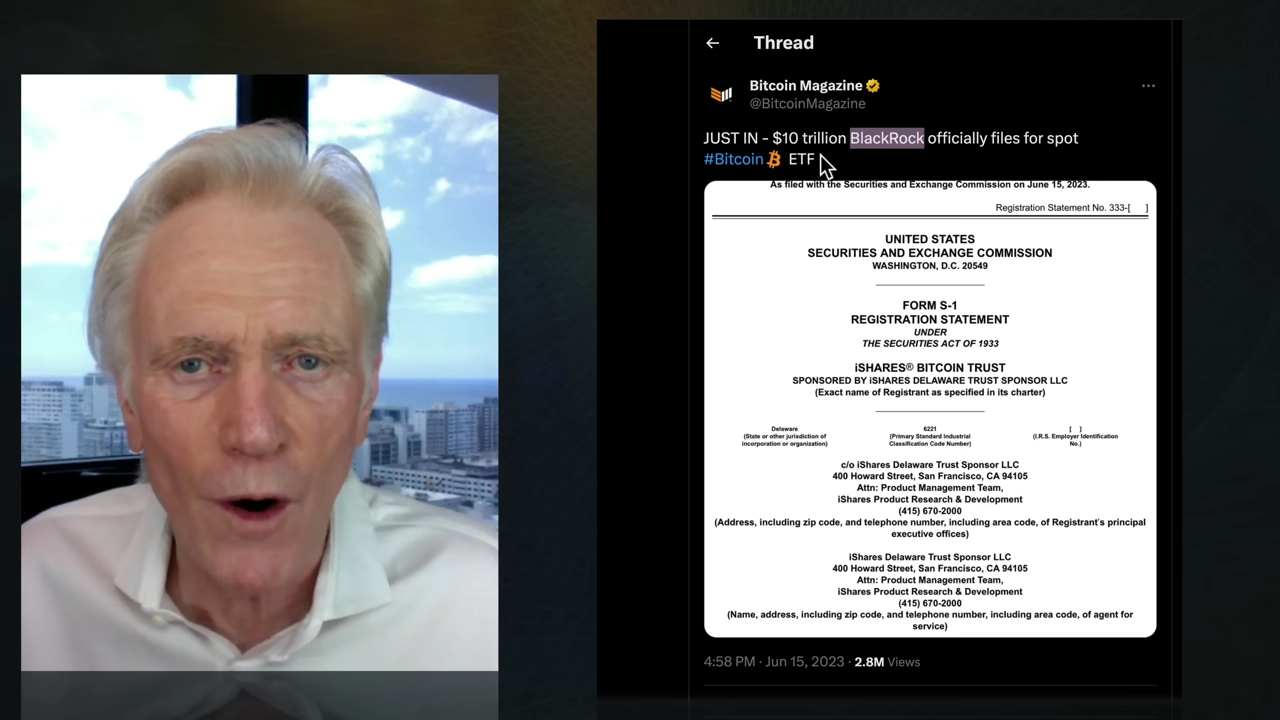 Thread
Bitcoin Magazine
@BitcoinMagazine
JUST IN - $10 trillion BlackRock officially files for spot
#Bitcoin ETF
As filed with the Securities and Exchange Commission on June 15, 2023.
Registration Statement No. 333-[ ]
UNITED STATES
SECURITIES AND EXCHANGE COMMISSION
WASHINGTON, D.C. 20549
FORM S-1
REGISTRATION STATEMENT
UNDER
THE SECURITIES ACT OF 1933
iSHARES® BITCOIN TRUST
SPONSORED BY iSHARES DELAWARE TRUST SPONSOR LLC
(Exact name of Registrant as specified in its charter)
Delaware 6221 [ ]
(State or other jurisdiction of (Primary Standard Industrial (I.R.S. Employer Identification
incorporation or organization) Classification Code Number) No.)
c/o iShares Delaware Trust Sponsor LLC
400 Howard Street, San Francisco, CA 94105
Attn: Product Management Team,
iShares Product Research & Development
(415) 670-2000
(Address, including zip code, and telephone number, including area code, of Registrant's principal
executive offices)
iShares Delaware Trust Sponsor LLC
400 Howard Street, San Francisco, CA 94105
Attn: Product Management Team,
iShares Product Research & Development
(415) 670-2000
(Name, address, including zip code, and telephone number, including area code, of agent for
service)
4:58 PM · Jun 15, 2023 · 2.8M Views